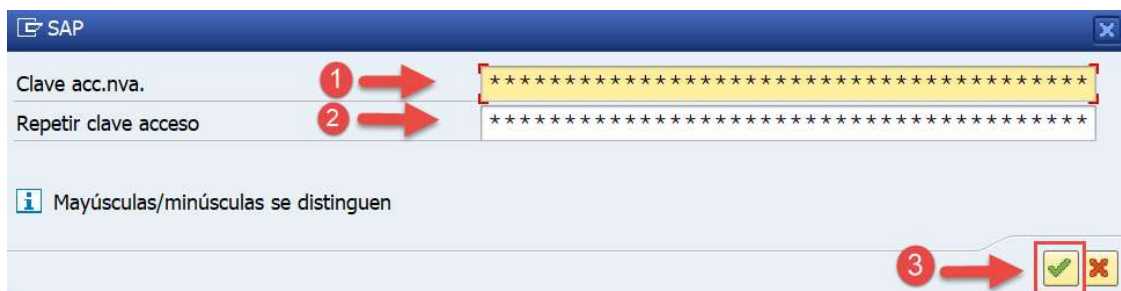 SAP
Clave acc.nva. 1 ****************************************
Repetir clave acceso 2 ****************************************
i Mayúsculas/minúsculas se distinguen
3